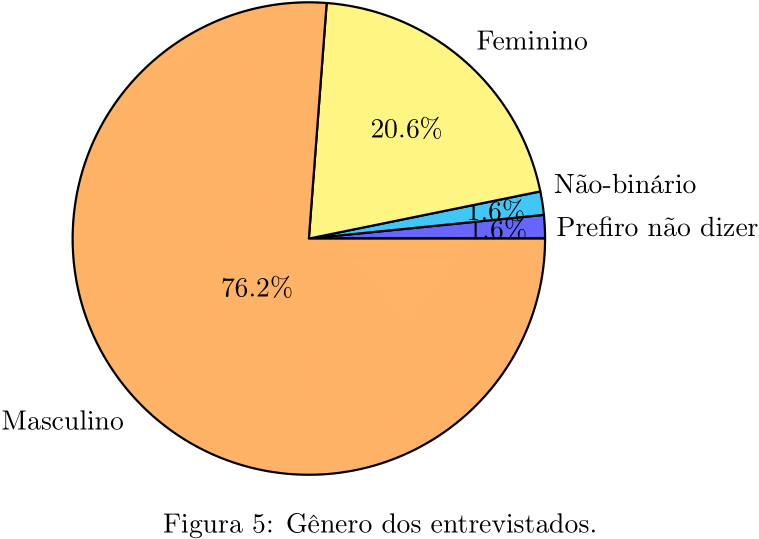 Feminino
20.6%
Não-binário
1.6%
Prefiro não dizer
1.6%
76.2%
Masculino
Figura 5: Gênero dos entrevistados.